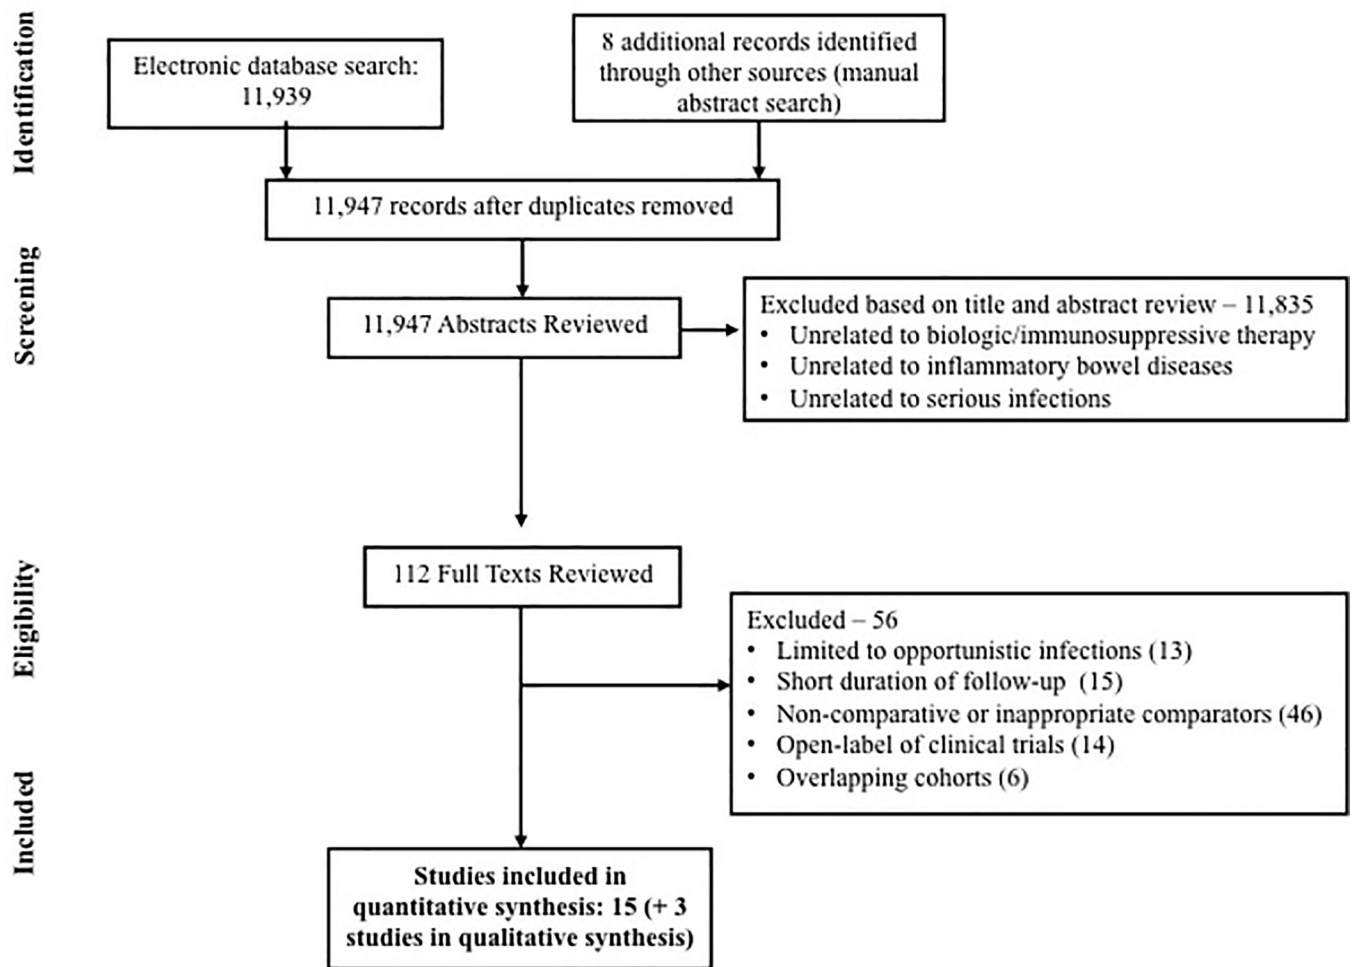 Identification
Electronic database search:
11,939
8 additional records identified
through other sources (manual
abstract search)
11,947 records after duplicates removed
Screening
11,947 Abstracts Reviewed
Excluded based on title and abstract review – 11,835
• Unrelated to biologic/immunosuppressive therapy
• Unrelated to inflammatory bowel diseases
• Unrelated to serious infections
Eligibility
112 Full Texts Reviewed
Excluded – 56
• Limited to opportunistic infections (13)
• Short duration of follow-up (15)
• Non-comparative or inappropriate comparators (46)
• Open-label of clinical trials (14)
• Overlapping cohorts (6)
Included
Studies included in
quantitative synthesis: 15 (+ 3
studies in qualitative synthesis)